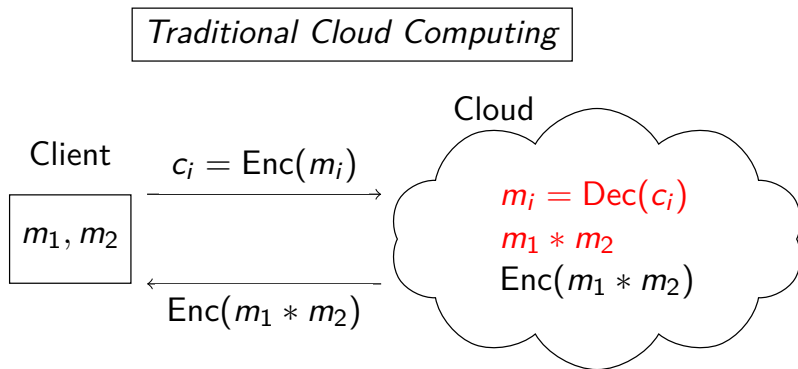 Traditional Cloud Computing
Cloud
Client
c_i = Enc(m_i)
m_1, m_2
m_i = Dec(c_i)
m_1 * m_2
Enc(m_1 * m_2)
Enc(m_1 * m_2)